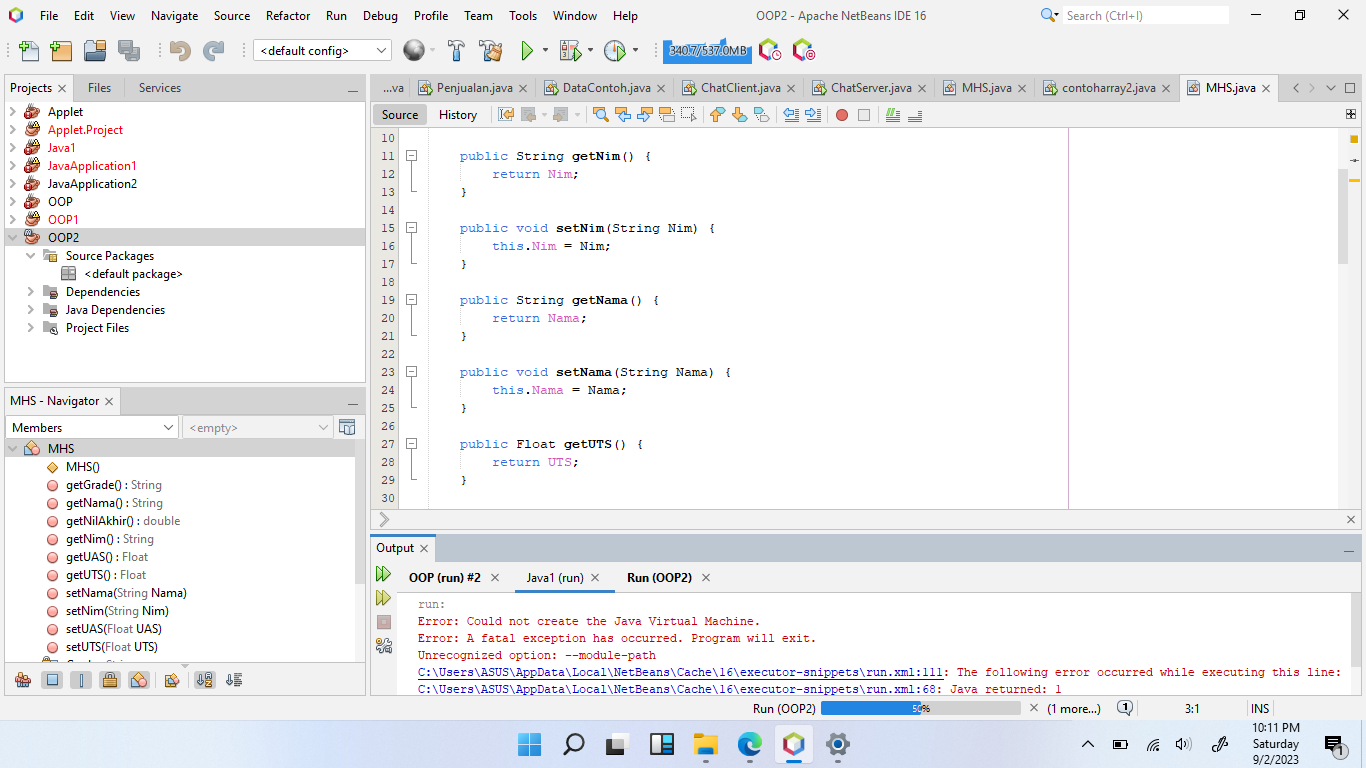 File Edit View Navigate Source Refactor Run Debug Profile Team Tools Window Help
OOP2 - Apache NetBeans IDE 16
Search (Ctrl+I)
<default config>
340.7/537.0MB
Projects
Files
Services
Applet
Applet.Project
Java1
JavaApplication1
JavaApplication2
OOP
OOP1
OOP2
Source Packages
<default package>
Dependencies
Java Dependencies
Project Files
MHS - Navigator
Members
<empty>
MHS
MHS()
getGrade() : String
getNama() : String
getNilAkhir() : double
getNim() : String
getUAS() : Float
getUTS() : Float
setNama(String Nama)
setNim(String Nim)
setUAS(Float UAS)
setUTS(Float UTS)
...va
Penjualan.java
DataContoh.java
ChatClient.java
ChatServer.java
MHS.java
contoharray2.java
MHS.java
Source
History
10
11 public String getNim() {
12 return Nim;
13 }
14
15 public void setNim(String Nim) {
16 this.Nim = Nim;
17 }
18
19 public String getNama() {
20 return Nama;
21 }
22
23 public void setNama(String Nama) {
24 this.Nama = Nama;
25 }
26
27 public Float getUTS() {
28 return UTS;
29 }
30
Output
OOP (run) #2
Java1 (run)
Run (OOP2)
run:
Error: Could not create the Java Virtual Machine.
Error: A fatal exception has occurred. Program will exit.
Unrecognized option: --module-path
C:\Users\ASUS\AppData\Local\NetBeans\Cache\16\executor-snippets\run.xml:111: The following error occurred while executing this line:
C:\Users\ASUS\AppData\Local\NetBeans\Cache\16\executor-snippets\run.xml:68: Java returned: 1
Run (OOP2)
50%
(1 more...)
1
3:1
INS
10:11 PM
Saturday
9/2/2023
1